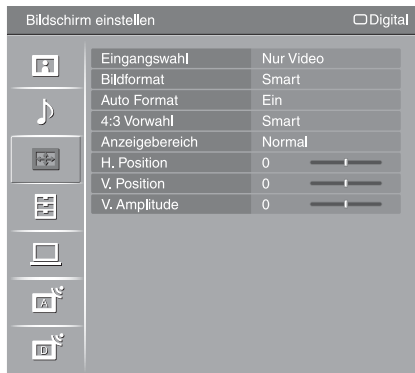 Bildschirm einstellen Digital
Eingangswahl Nur Video
Bildformat Smart
Auto Format Ein
4:3 Vorwahl Smart
Anzeigebereich Normal
H. Position 0
V. Position 0
V. Amplitude 0
A
D